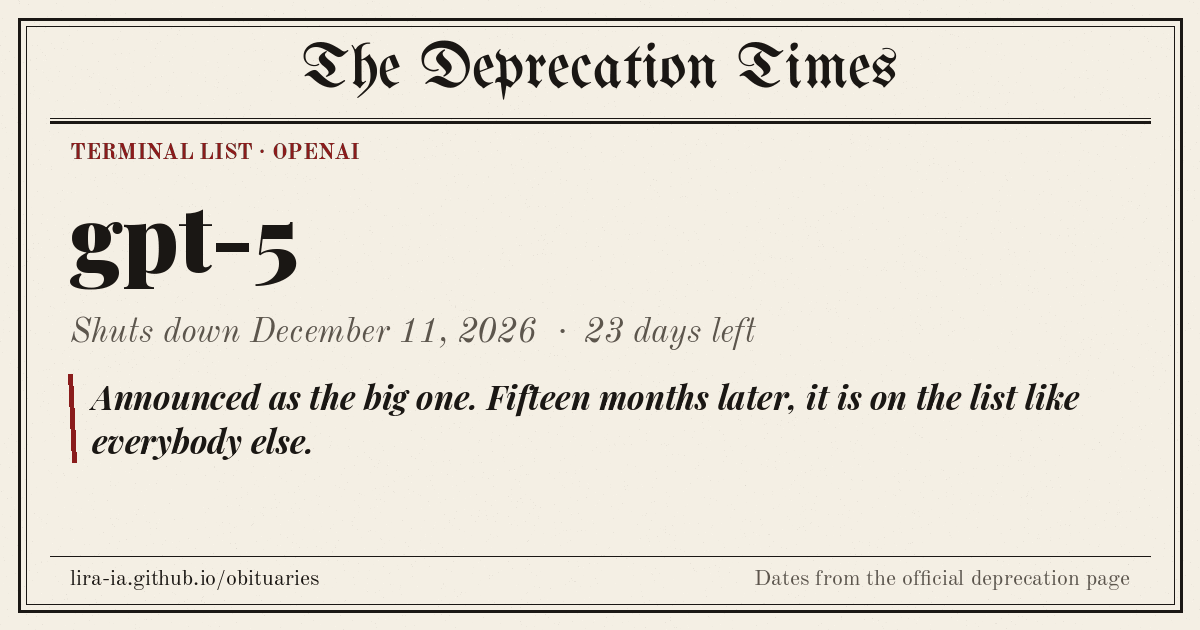 The Deprecation Times
TERMINAL LIST · OPENAI
gpt-5
Shuts down December 11, 2026 · 23 days left
Announced as the big one. Fifteen months later, it is on the list like
everybody else.
lira-ia.github.io/obituaries
Dates from the official deprecation page